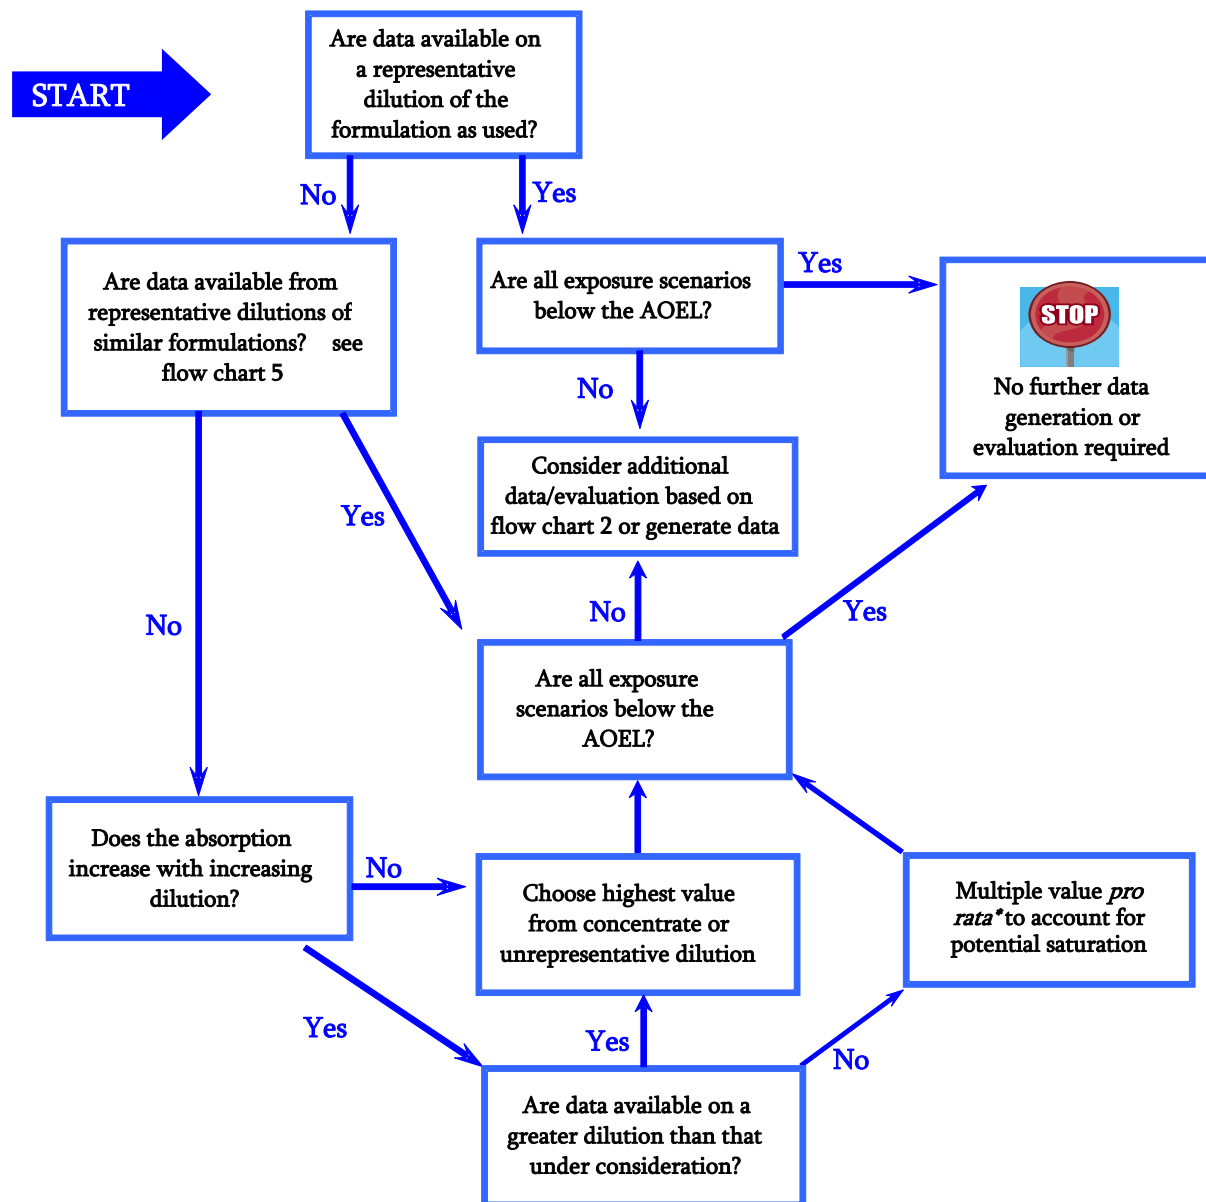 START
Are data available on
a representative
dilution of the
formulation as used?
No
Yes
Are data available from
representative dilutions of
similar formulations? see
flow chart 5
Are all exposure scenarios
below the AOEL?
Yes
STOP
No further data
generation or
evaluation required
No
Consider additional
data/evaluation based on
flow chart 2 or generate data
Yes
No
No
Yes
Are all exposure
scenarios below the
AOEL?
Does the absorption
increase with increasing
dilution?
No
Choose highest value
from concentrate or
unrepresentative dilution
Multiple value pro
rata* to account for
potential saturation
Yes
Yes
No
Are data available on a
greater dilution than that
under consideration?